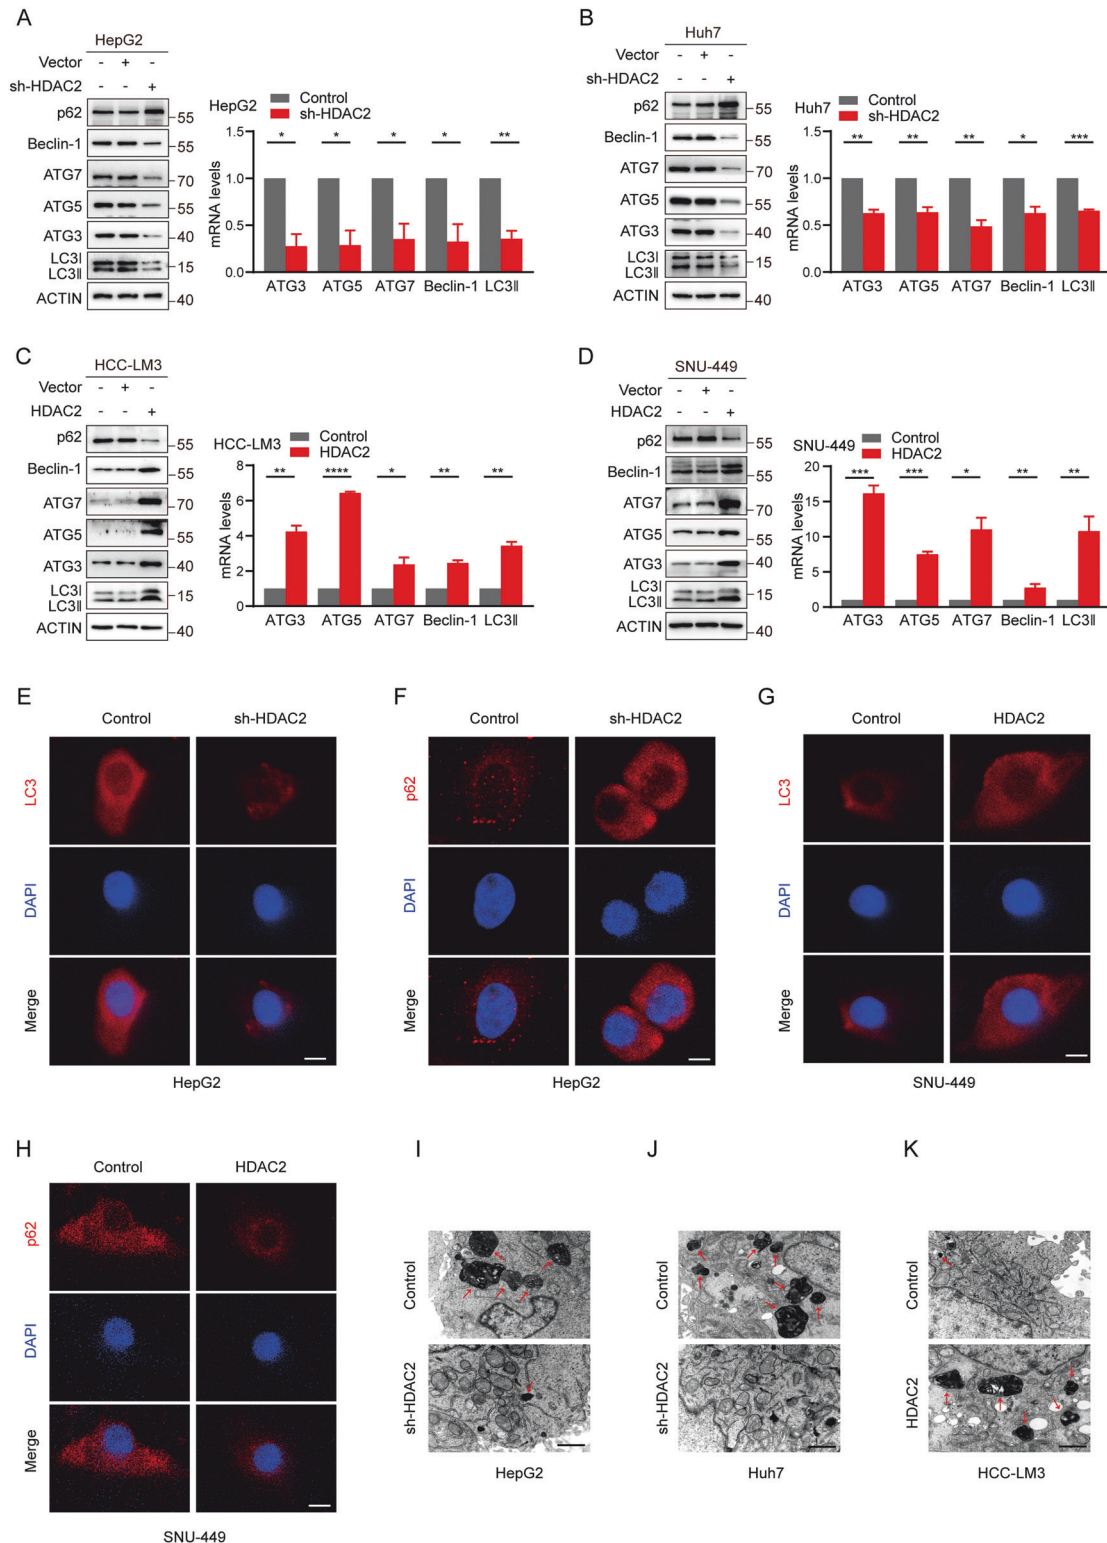 A
HepG2
Vector - + -
sh-HDAC2 - - +
p62 55
Beclin-1 55
ATG7 70
ATG5 55
ATG3 40
LC3Ⅰ
LC3Ⅱ 15
ACTIN 40
HepG2
Control
sh-HDAC2
mRNA levels
1.5
1.0
0.5
0.0
* * * * **
ATG3 ATG5 ATG7 Beclin-1 LC3Ⅱ
B
Huh7
Vector - + -
sh-HDAC2 - - +
p62 55
Beclin-1 55
ATG7 70
ATG5 55
ATG3 40
LC3Ⅰ
LC3Ⅱ 15
ACTIN 40
Huh7
Control
sh-HDAC2
mRNA levels
1.5
1.0
0.5
0.0
** ** ** * ***
ATG3 ATG5 ATG7 Beclin-1 LC3Ⅱ
C
HCC-LM3
Vector - + -
HDAC2 - - +
p62 55
Beclin-1 55
ATG7 70
ATG5 55
ATG3 40
LC3Ⅰ
LC3Ⅱ 15
ACTIN 40
HCC-LM3
Control
HDAC2
mRNA levels
8
6
4
2
0
** **** * ** **
ATG3 ATG5 ATG7 Beclin-1 LC3Ⅱ
D
SNU-449
Vector - + -
HDAC2 - - +
p62 55
Beclin-1 55
ATG7 70
ATG5 55
ATG3 40
LC3Ⅰ
LC3Ⅱ 15
ACTIN 40
SNU-449
Control
HDAC2
mRNA levels
20
15
10
5
0
*** *** * ** **
ATG3 ATG5 ATG7 Beclin-1 LC3Ⅱ
E
Control sh-HDAC2
LC3
DAPI
Merge
HepG2
F
Control sh-HDAC2
p62
DAPI
Merge
HepG2
G
Control HDAC2
LC3
DAPI
Merge
SNU-449
H
Control HDAC2
p62
DAPI
Merge
SNU-449
I
Control
sh-HDAC2
HepG2
J
Control
sh-HDAC2
Huh7
K
Control
HDAC2
HCC-LM3